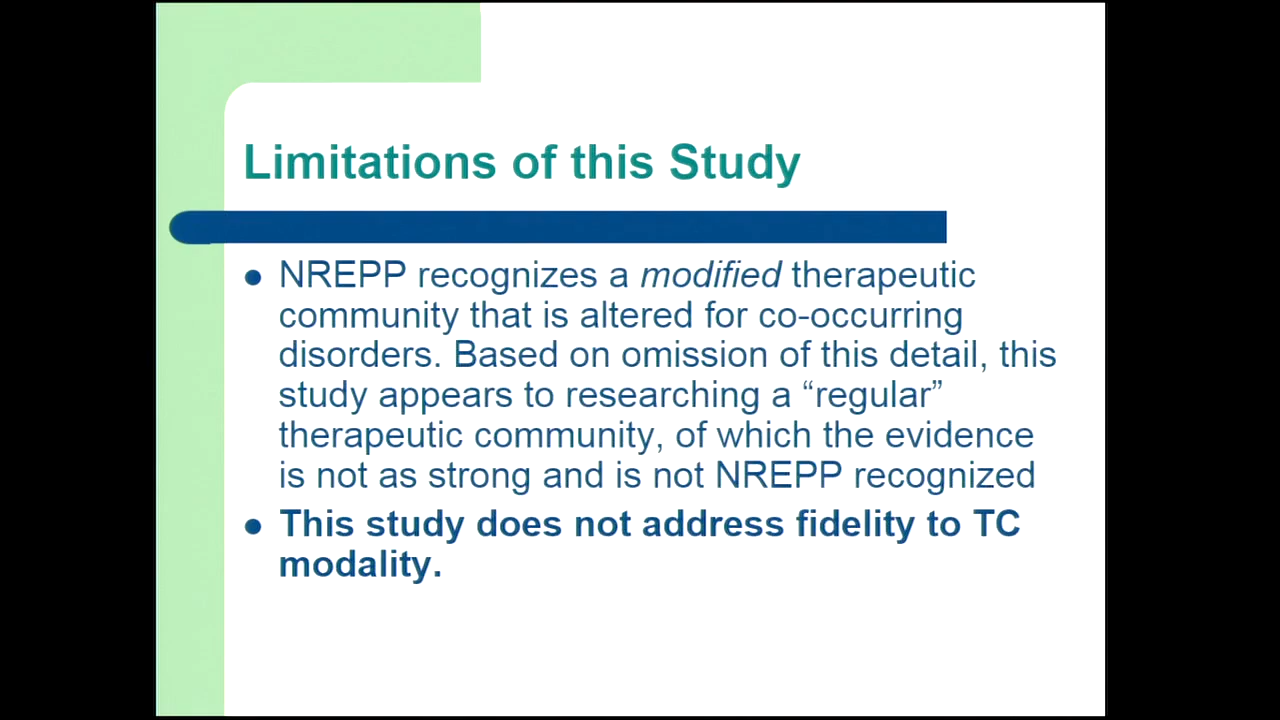 Limitations of this Study
• NREPP recognizes a modified therapeutic
community that is altered for co-occurring
disorders. Based on omission of this detail, this
study appears to researching a “regular”
therapeutic community, of which the evidence
is not as strong and is not NREPP recognized
• This study does not address fidelity to TC
modality.